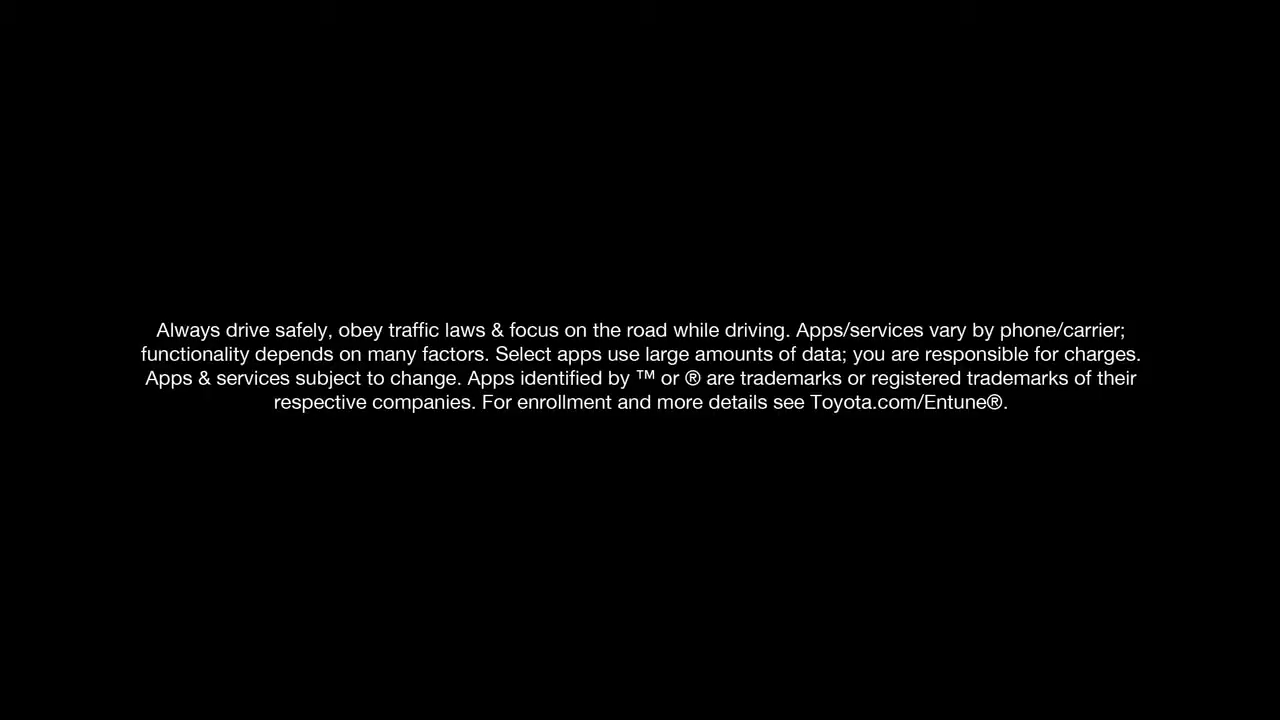 Always drive safely, obey traffic laws & focus on the road while driving. Apps/services vary by phone/carrier;
functionality depends on many factors. Select apps use large amounts of data; you are responsible for charges.
Apps & services subject to change. Apps identified by ™ or ® are trademarks or registered trademarks of their
respective companies. For enrollment and more details see Toyota.com/Entune®.